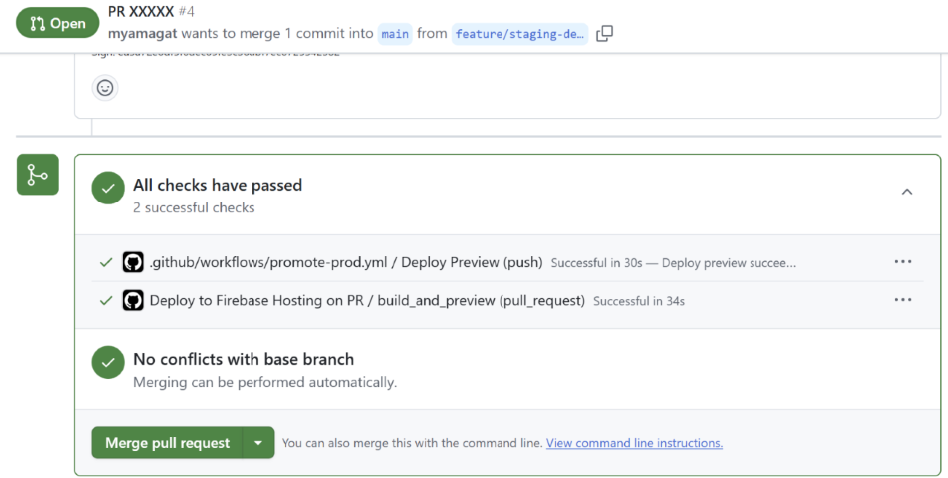 Open
PR XXXXX #4
myamagat wants to merge 1 commit into main from feature/staging-de…
All checks have passed
2 successful checks
.github/workflows/promote-prod.yml / Deploy Preview (push) Successful in 30s — Deploy preview succee…
Deploy to Firebase Hosting on PR / build_and_preview (pull_request) Successful in 34s
No conflicts with base branch
Merging can be performed automatically.
Merge pull request You can also merge this with the command line. View command line instructions.